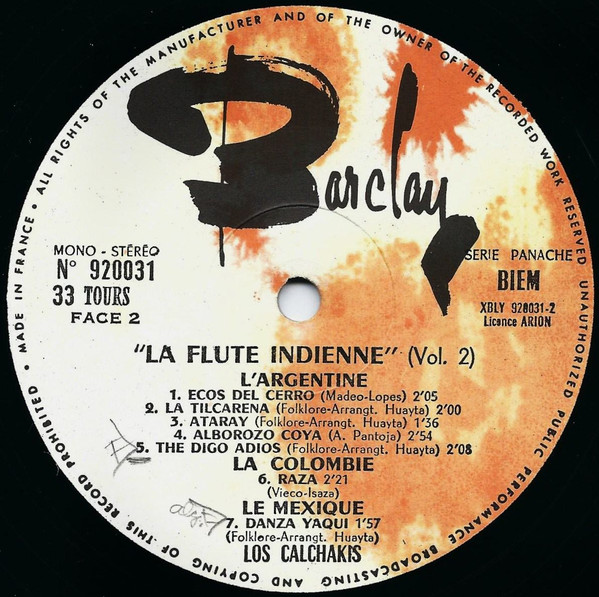 ALL RIGHTS OF THE MANUFACTURER AND OF THE OWNER OF THE RECORDED WORK RESERVED UNAUTHORIZED PUBLIC PERFORMANCE BROADCASTING AND COPYING OF THIS RECORD PROHIBITED • MADE IN FRANCE •
Barclay
MONO - STÉRÉO
N° 920031
33 TOURS
FACE 2
SERIE PANACHE
BIEM
XBLY 920031-2
Licence ARION
"LA FLUTE INDIENNE" (Vol. 2)
L'ARGENTINE
1. ECOS DEL CERRO (Madeo-Lopes) 2'05
2. LA TILCARENA (Folklore-Arrangt. Huayta) 2'00
3. ATARAY (Folklore-Arrangt. Huayta) 1'36
4. ALBOROZO COYA (A. Pantoja) 2'54
5. THE DIGO ADIOS (Folklore-Arrangt. Huayta) 2'08
LA COLOMBIE
6. RAZA 2'21
(Vieco-Isaza)
LE MEXIQUE
7. DANZA YAQUI 1'57
(Folklore-Arrangt. Huayta)
LOS CALCHAKIS